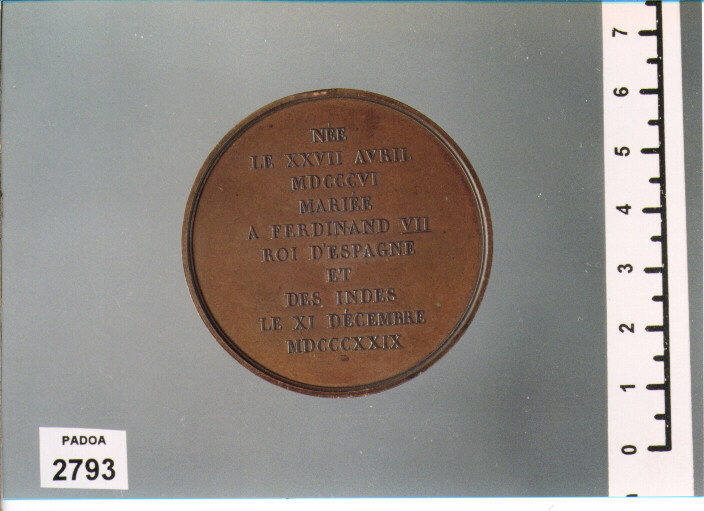 NÉE
LE XXVII AVRIL
MDCCCVI
MARIÉE
A FERDINAND VII
ROI D'ESPAGNE
ET
DES INDES
LE XI DÉCEMBRE
MDCCCXXIX
PADOA
2793
7
6
5
4
3
2
1
0